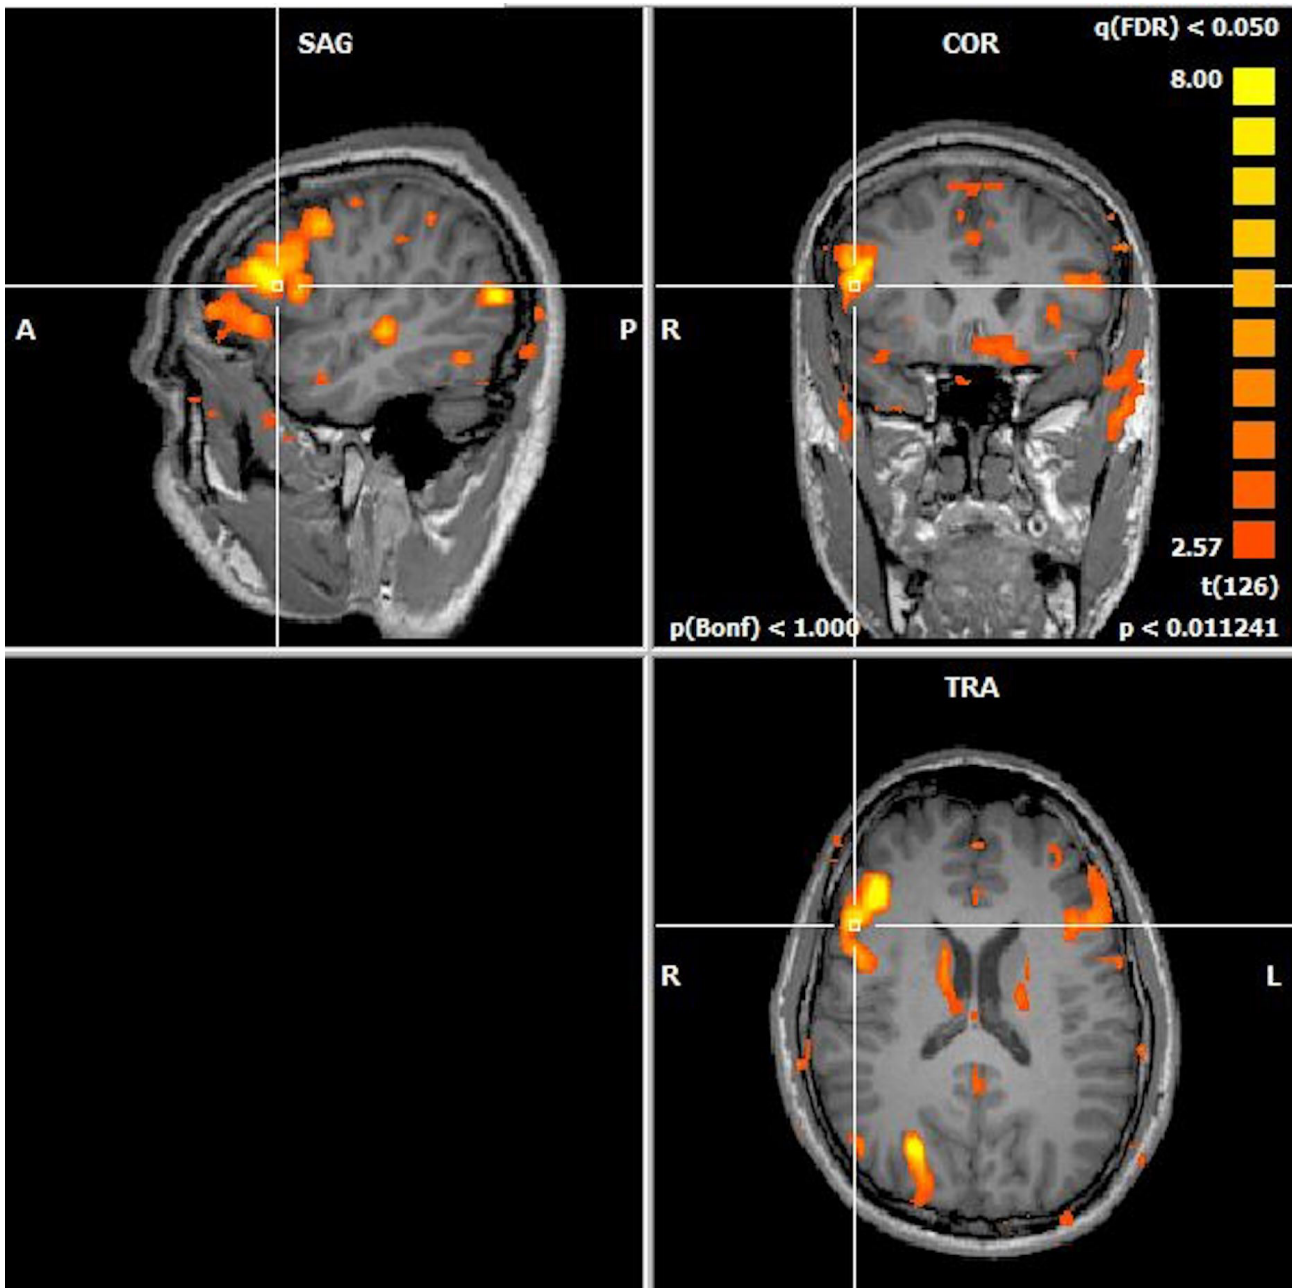 SAG
A
P
COR
q(FDR) < 0.050
8.00
R
2.57
t(126)
p(Bonf) < 1.000
p < 0.011241
TRA
R
L